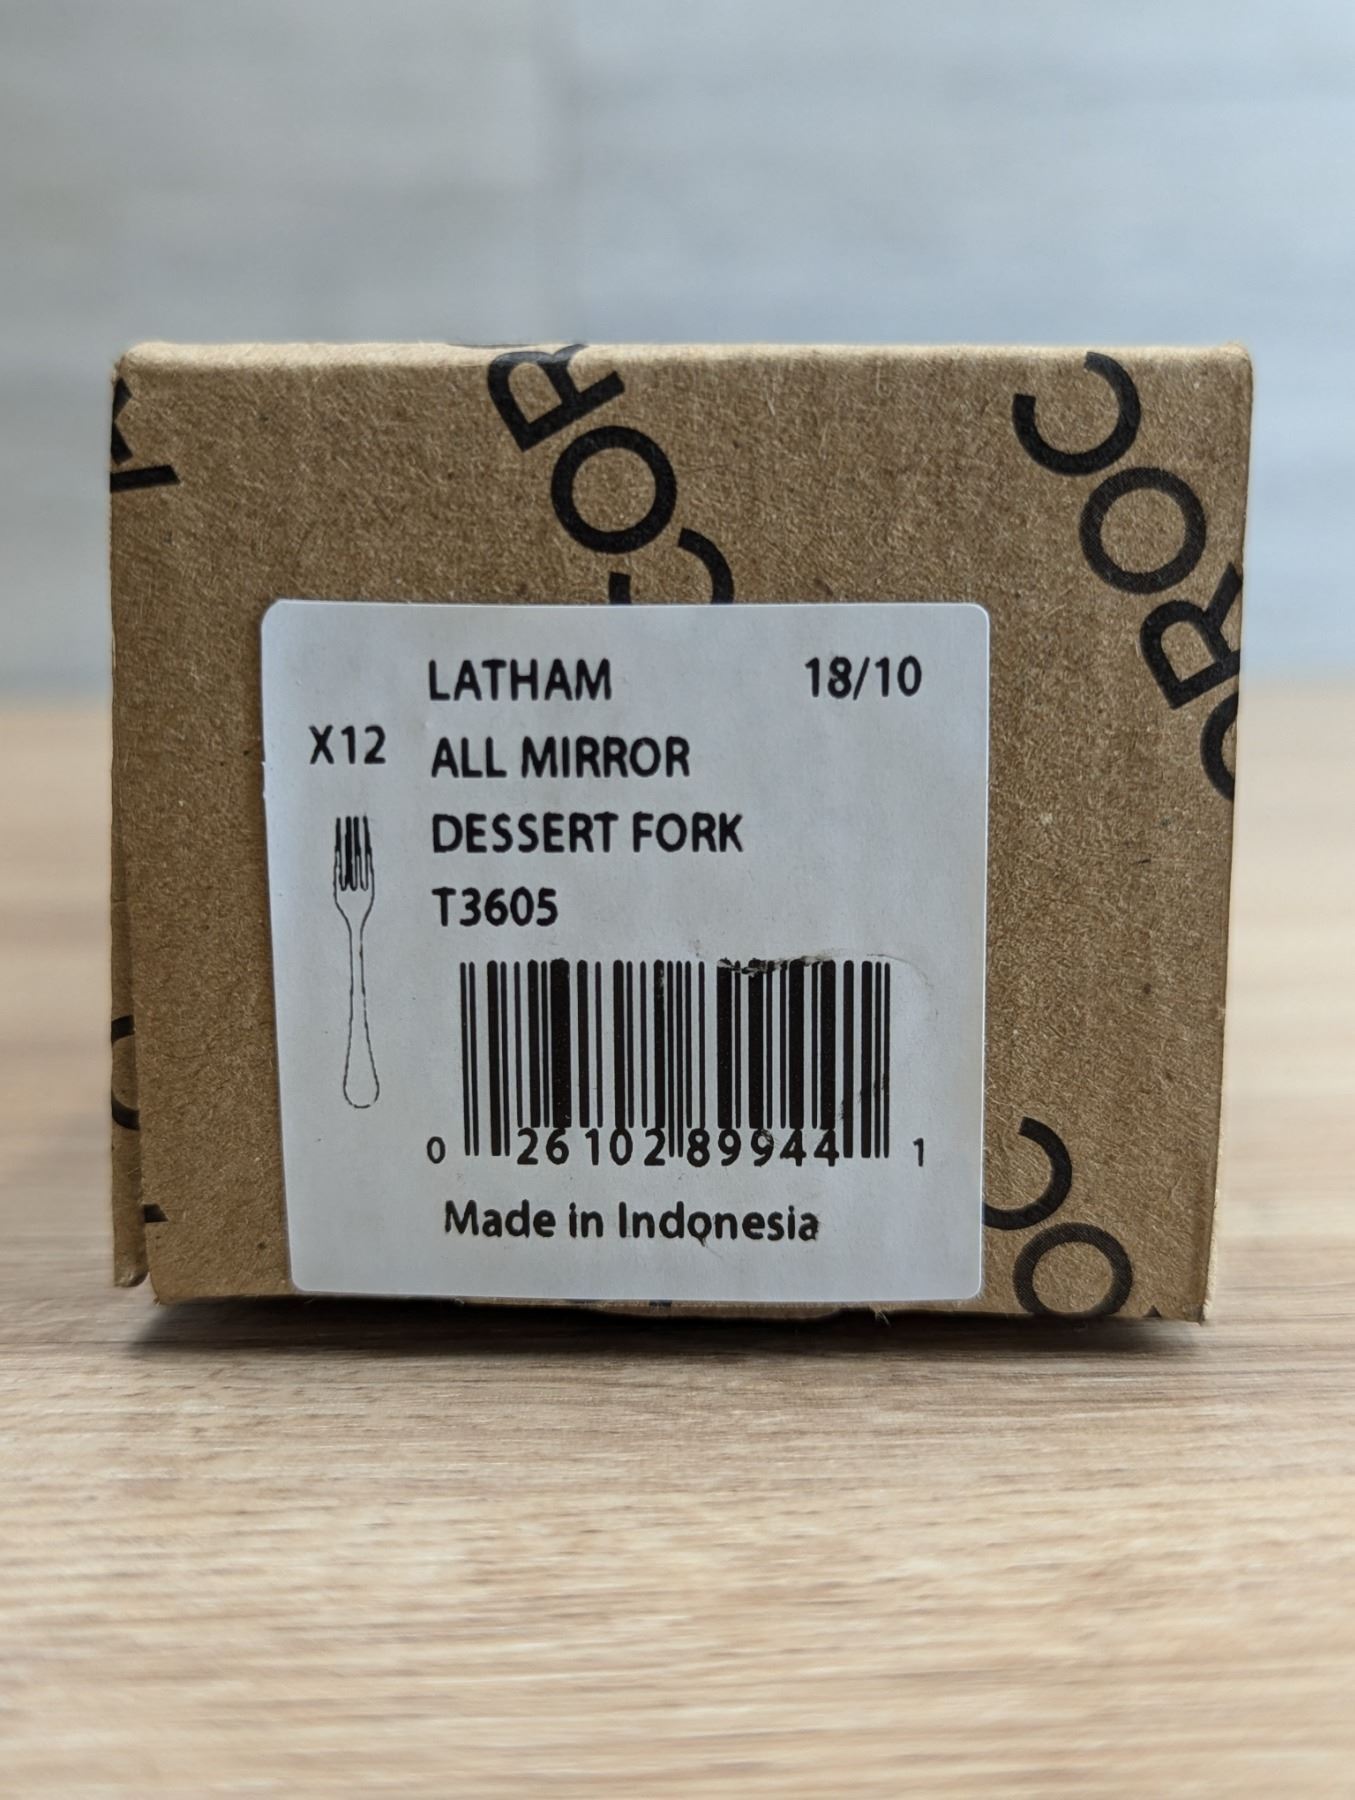 LATHAM 18/10
X12 ALL MIRROR
DESSERT FORK
T3605
0 26102 89944 1
Made in Indonesia